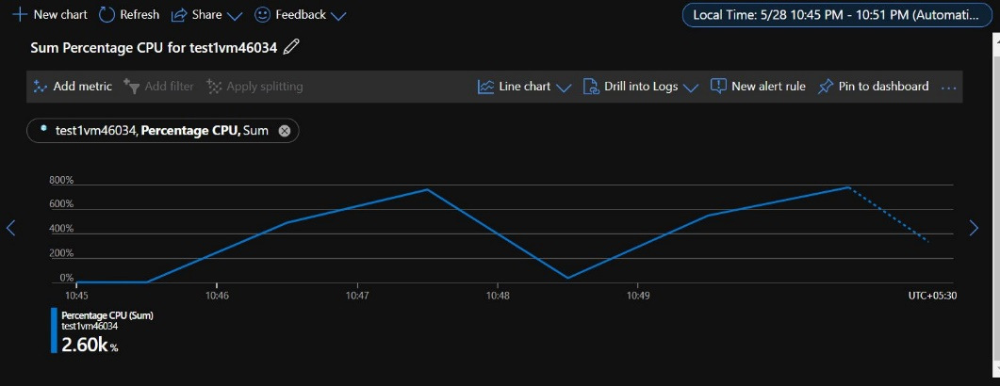 New chart Refresh Share Feedback Local Time: 5/28 10:45 PM - 10:51 PM (Automati...
Sum Percentage CPU for test1vm46034
Add metric Add filter Apply splitting Line chart Drill into Logs New alert rule Pin to dashboard ...
test1vm46034, Percentage CPU, Sum
800%
600%
400%
200%
0%
10:45 10:46 10:47 10:48 10:49 UTC+05:30
Percentage CPU (Sum)
test1vm46034
2.60k %